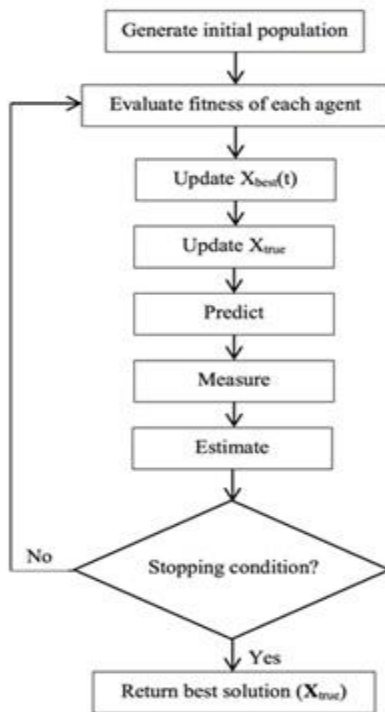 Generate initial population
Evaluate fitness of each agent
Update Xbest(t)
Update Xtrue
Predict
Measure
Estimate
Stopping condition?
No
Yes
Return best solution (Xtrue)